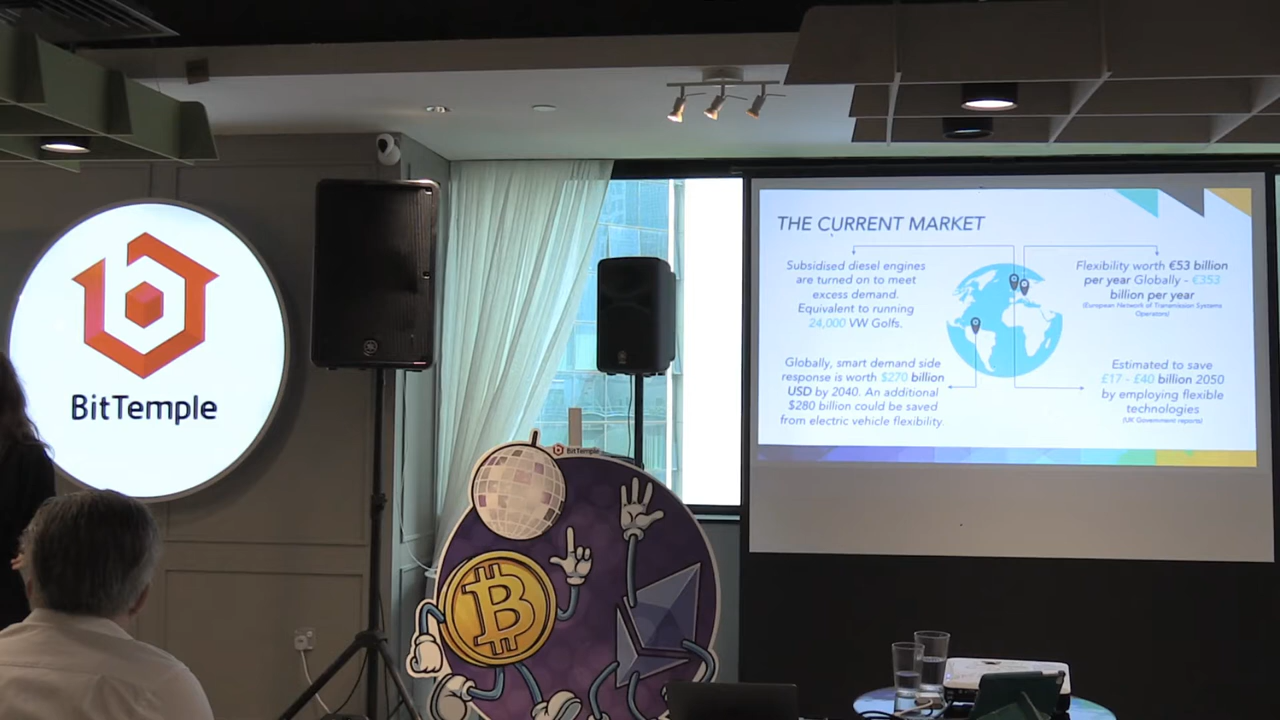 BitTemple
BitTemple
THE CURRENT MARKET
Subsidised diesel engines
are turned on to meet
excess demand.
Equivalent to running
24,000 VW Golfs.
Flexibility worth €53 billion
per year Globally - €353
billion per year
(European Network of Transmission Systems
Operators)
Globally, smart demand side
response is worth $270 billion
USD by 2040. An additional
$280 billion could be saved
from electric vehicle flexibility.
Estimated to save
£17 - £40 billion 2050
by employing flexible
technologies
(UK Government reports)